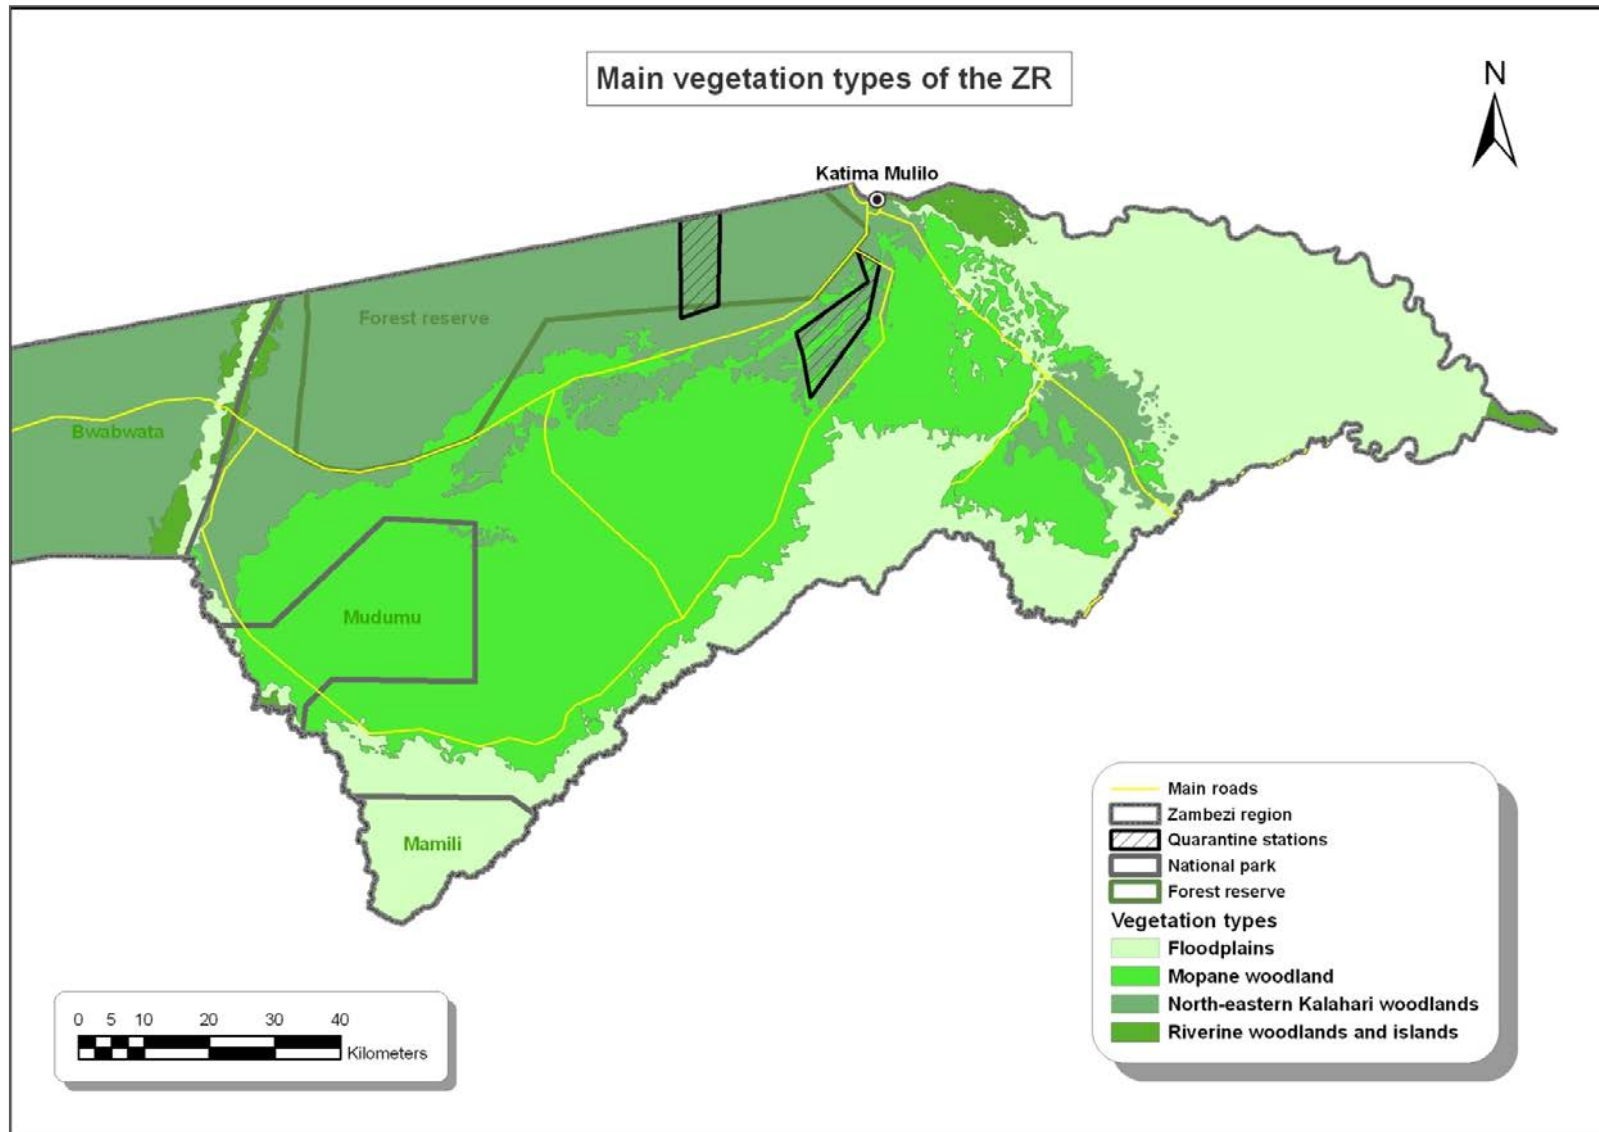 Main vegetation types of the ZR
N
Katima Mulilo
Forest reserve
Bwabwata
Mudumu
Mamili
Main roads
Zambezi region
Quarantine stations
National park
Forest reserve
Vegetation types
Floodplains
Mopane woodland
North-eastern Kalahari woodlands
Riverine woodlands and islands
0 5 10 20 30 40
Kilometers